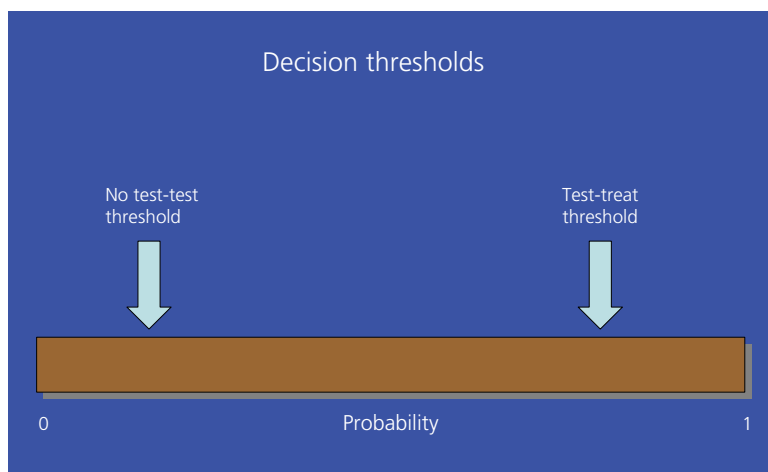 Decision thresholds
No test-test
threshold
Test-treat
threshold
0
Probability
1